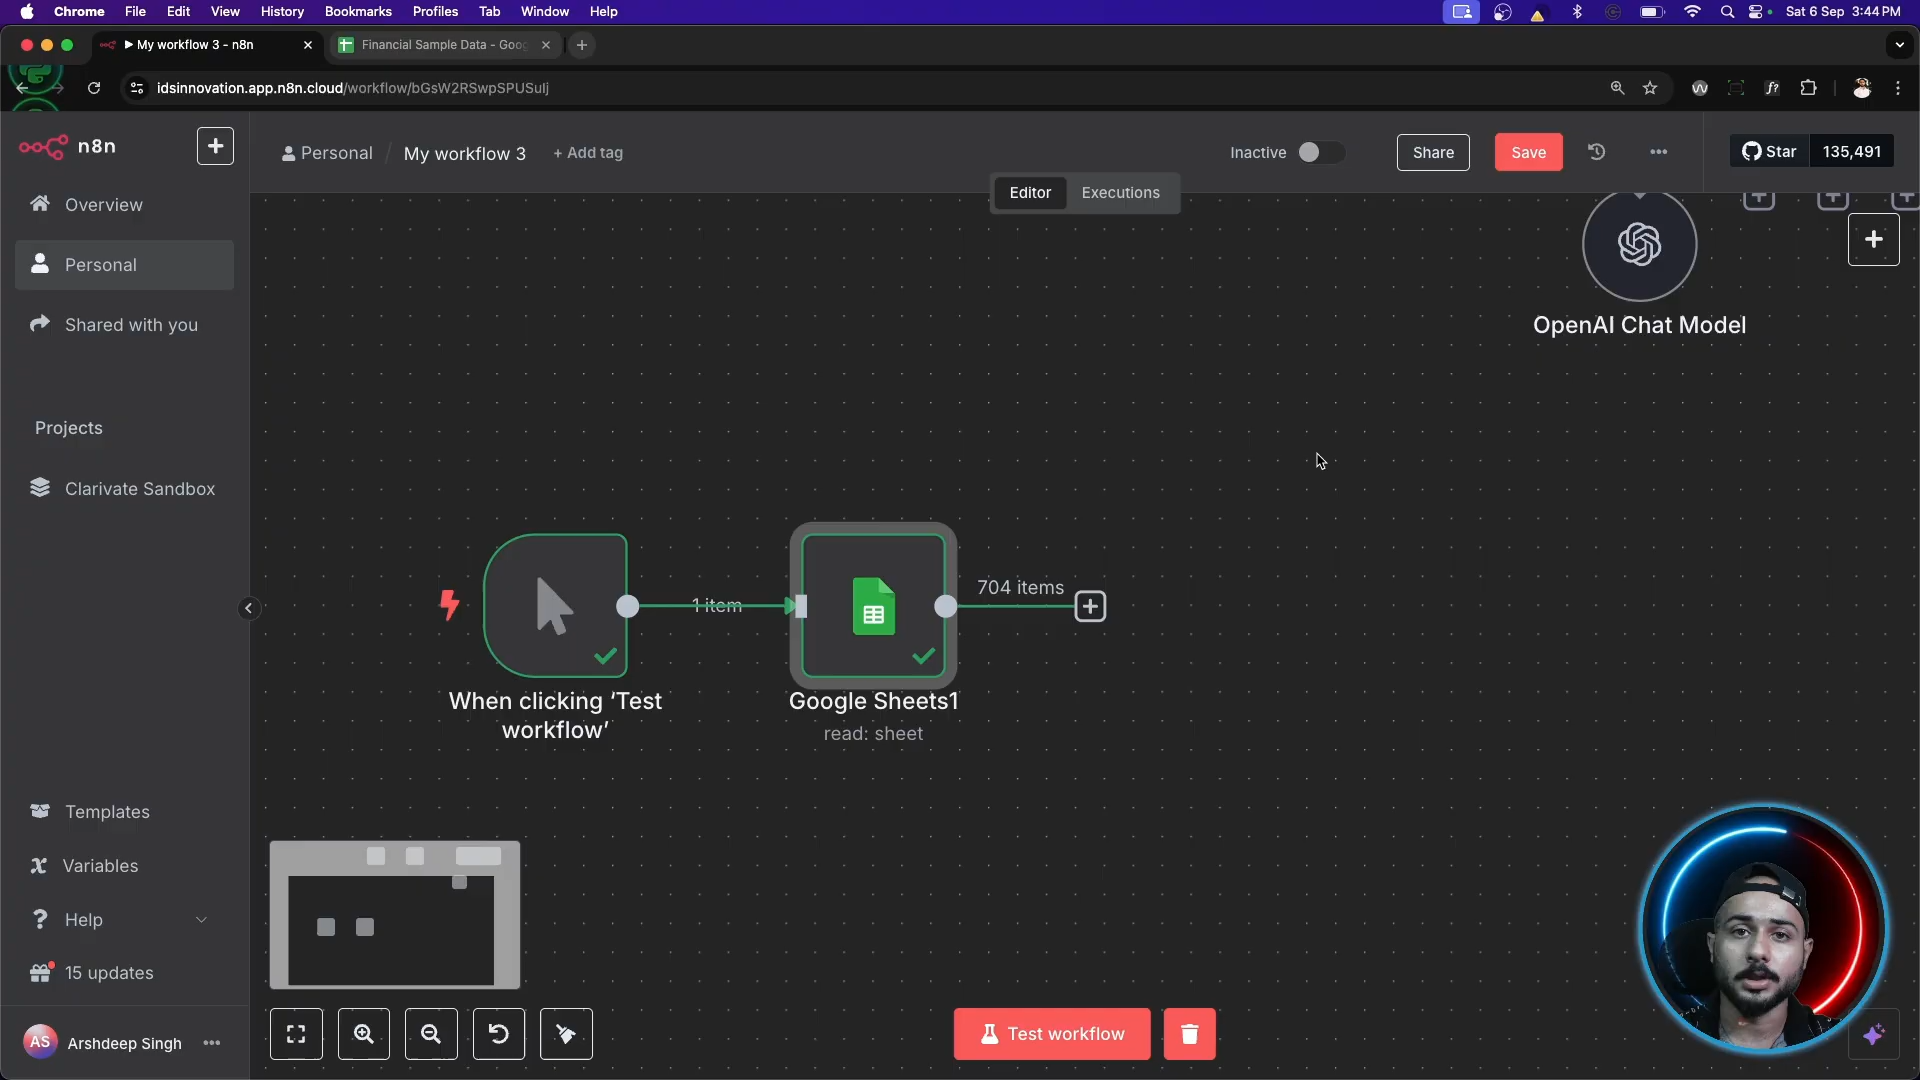 Chrome File Edit View History Bookmarks Profiles Tab Window Help Sat 6 Sep 3:44 PM
My workflow 3 - n8n Financial Sample Data - Goog
idsinnovation.app.n8n.cloud/workflow/bGsW2RSwpSPUSulj
n8n
Personal / My workflow 3 + Add tag Inactive Share Save Star 135,491
Editor Executions
Overview
Personal
Shared with you
OpenAI Chat Model
Projects
Clarivate Sandbox
1 item
704 items
When clicking ‘Test
workflow’
Google Sheets1
read: sheet
Templates
Variables
Help
15 updates
AS Arshdeep Singh
Test workflow